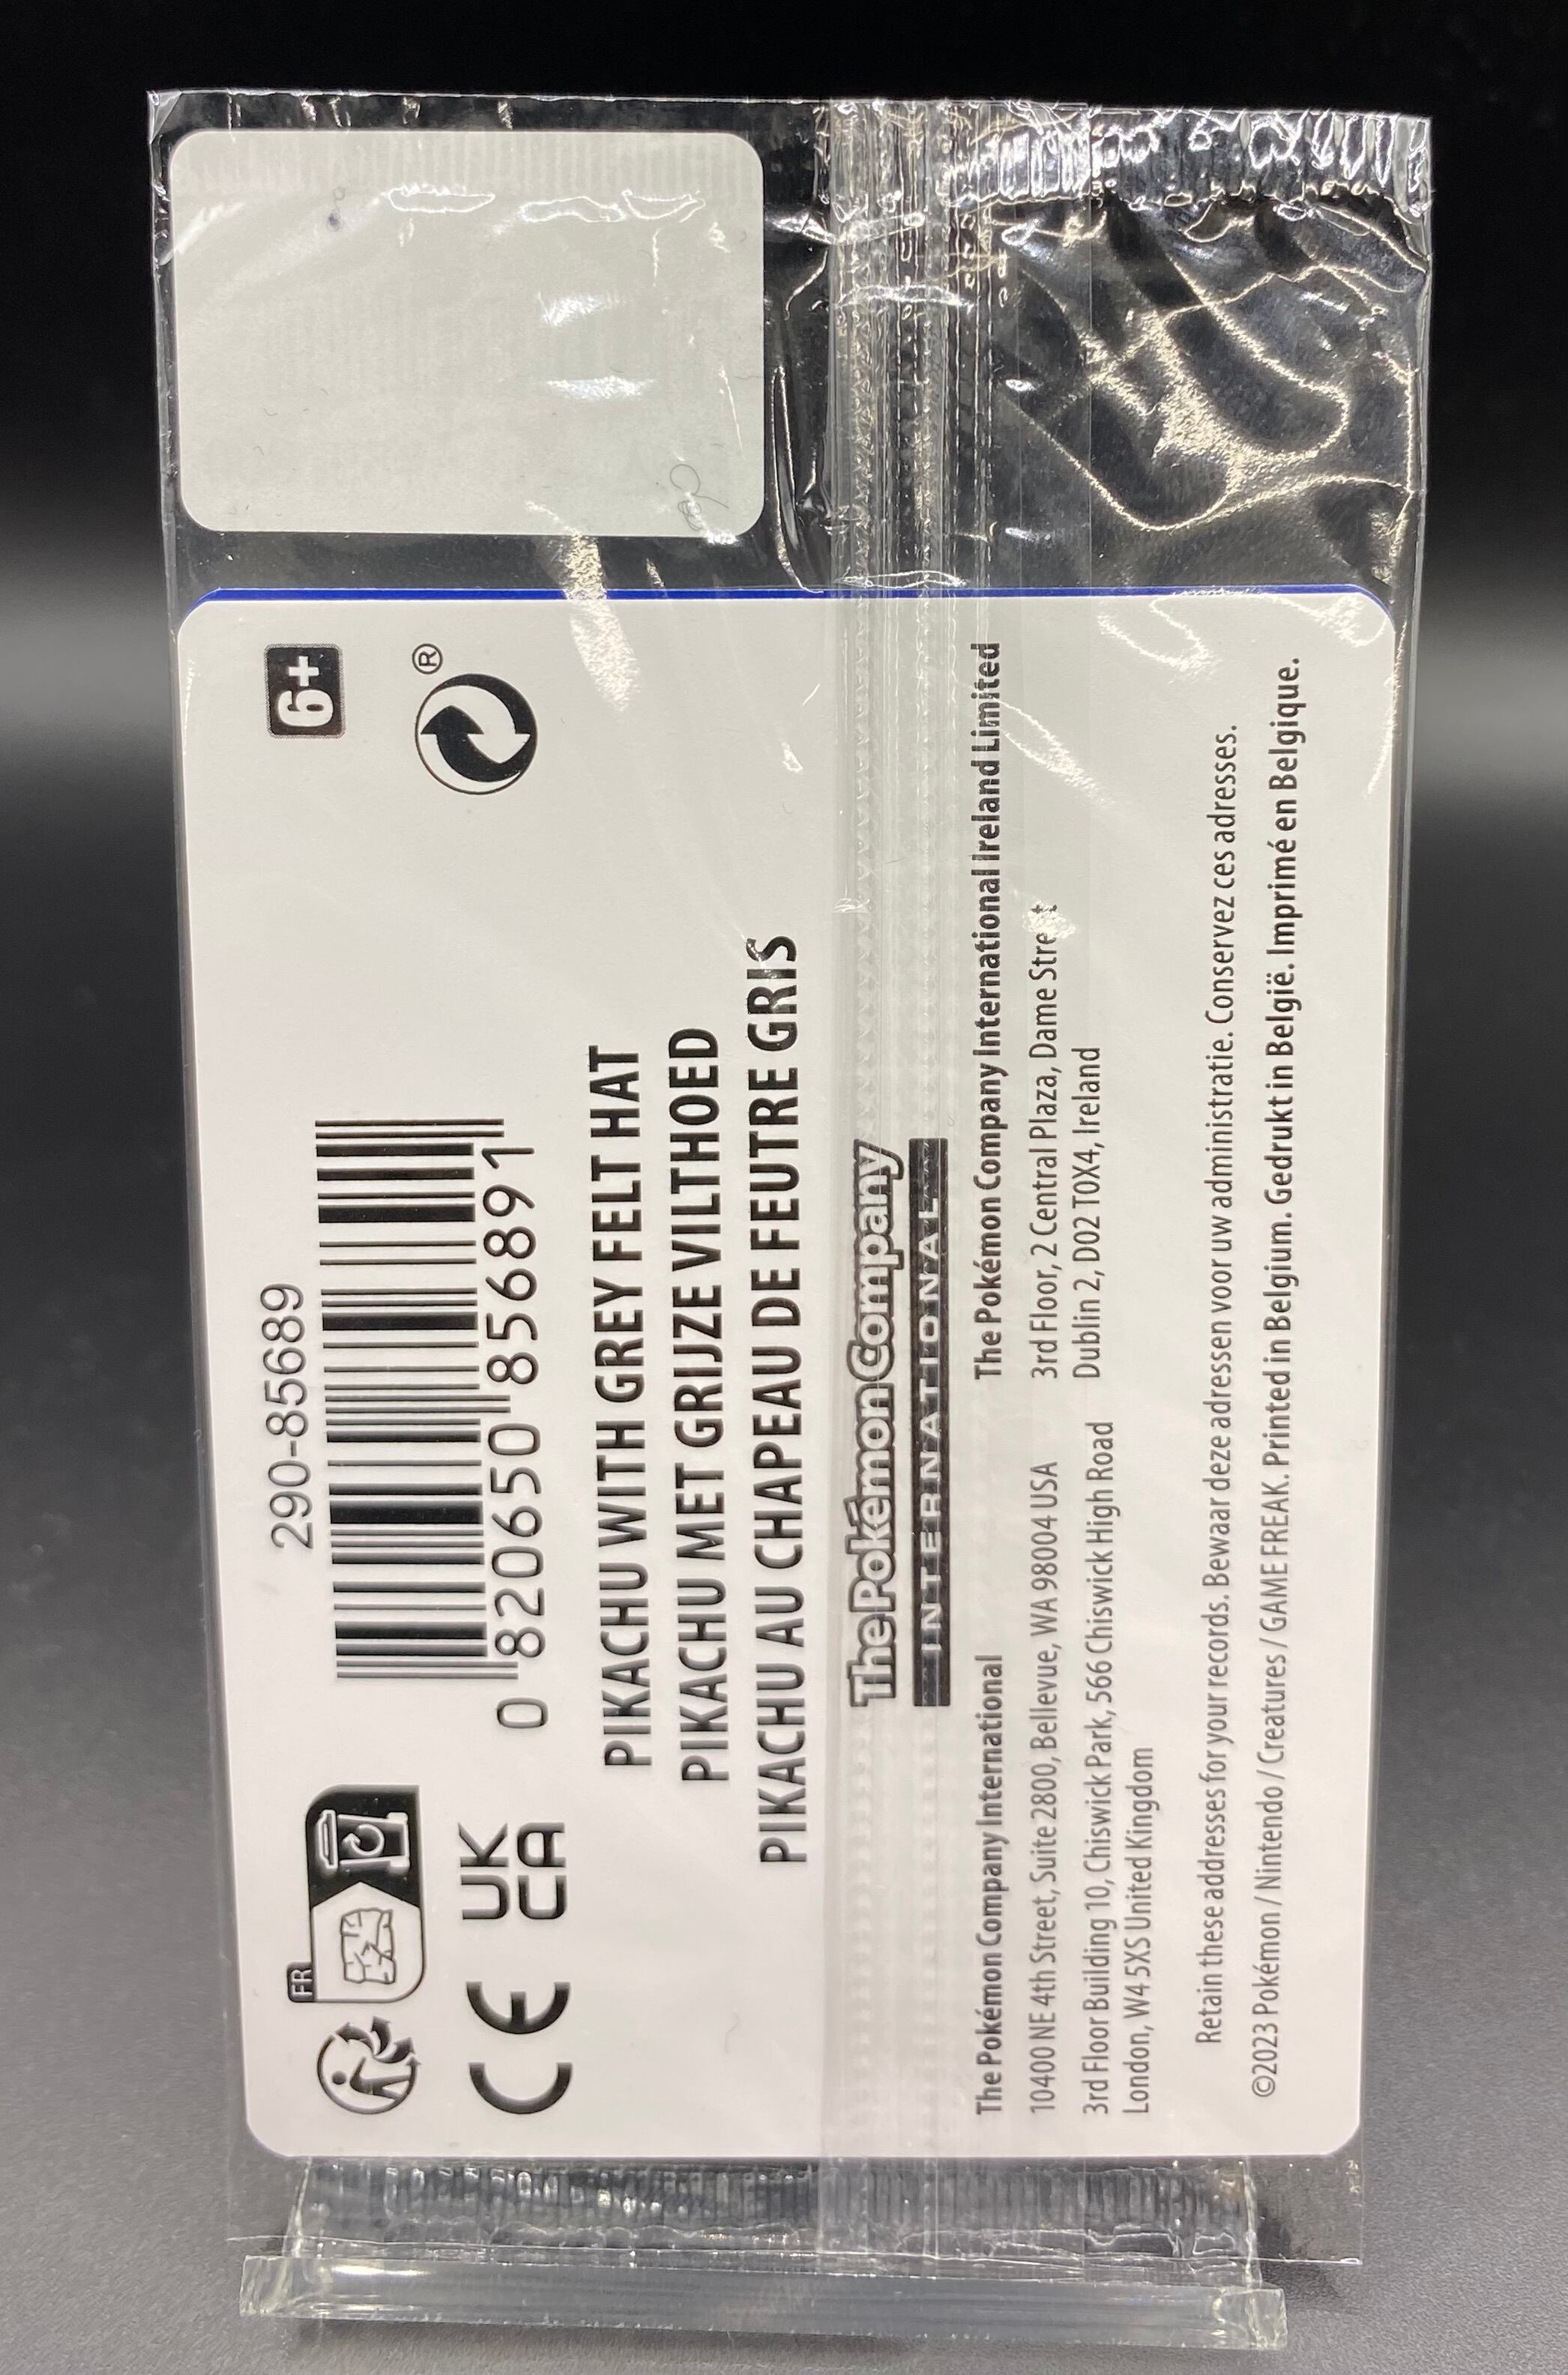 290-85689
6+
FR
0 820650 856891
®
CE
UK
CA
PIKACHU WITH GREY FELT HAT
PIKACHU MET GRIJZE VILTHOED
PIKACHU AU CHAPEAU DE FEUTRE GRIS
The Pokémon Company
INTERNATIONAL
The Pokémon Company International
10400 NE 4th Street, Suite 2800, Bellevue, WA 98004 USA
3rd Floor Building 10, Chiswick Park, 566 Chiswick High Road
London, W4 5XS United Kingdom
The Pokémon Company International Ireland Limited
3rd Floor, 2 Central Plaza, Dame Street
Dublin 2, D02 T0X4, Ireland
Retain these addresses for your records. Bewaar deze adressen voor uw administratie. Conservez ces adresses.
©2023 Pokémon / Nintendo / Creatures / GAME FREAK. Printed in Belgium. Gedrukt in België. Imprimé en Belgique.